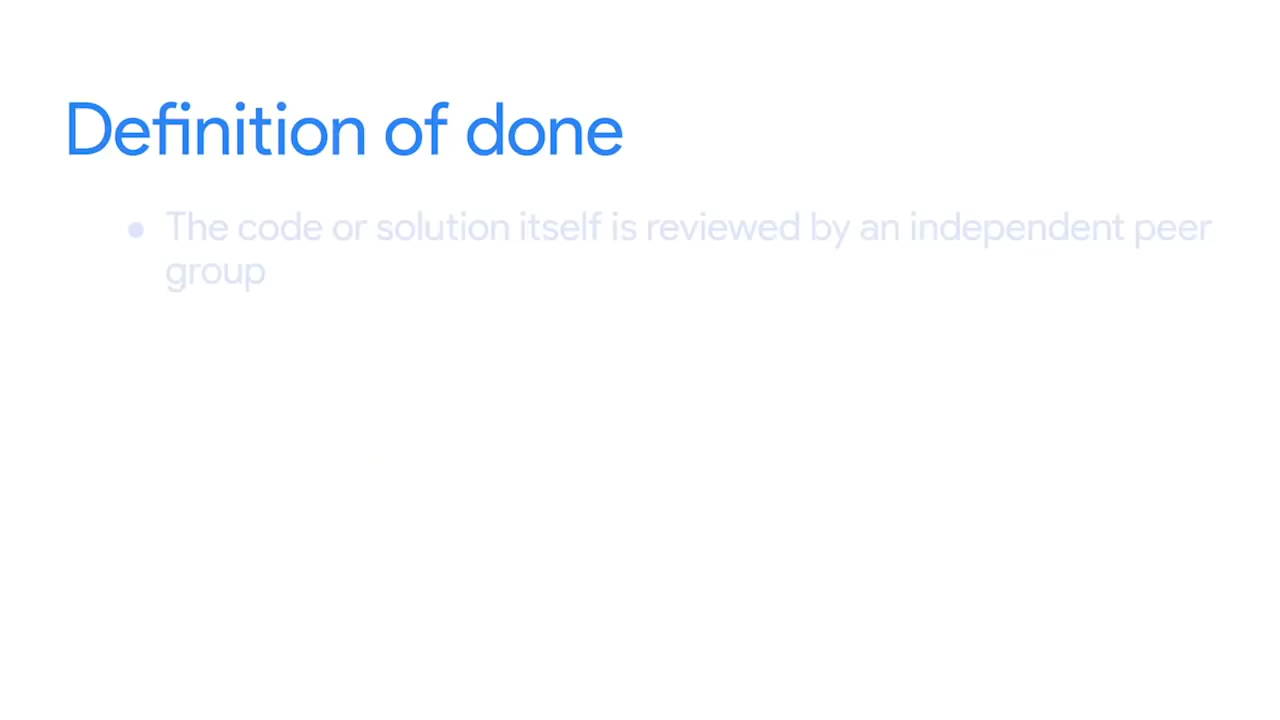 Definition of done
● The code or solution itself is reviewed by an independent peer
group